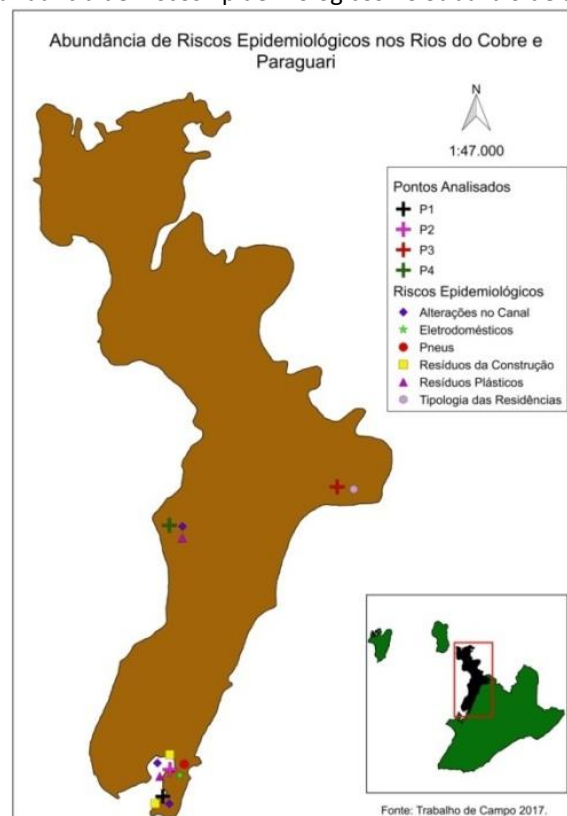 Abundância de Riscos Epidemiológicos nos Rios do Cobre e
Paraguari
N
1:47.000
Pontos Analisados
P1
P2
P3
P4
Riscos Epidemiológicos
Alterações no Canal
Eletrodomésticos
Pneus
Resíduos da Construção
Resíduos Plásticos
Tipologia das Residências
Fonte: Trabalho de Campo 2017.